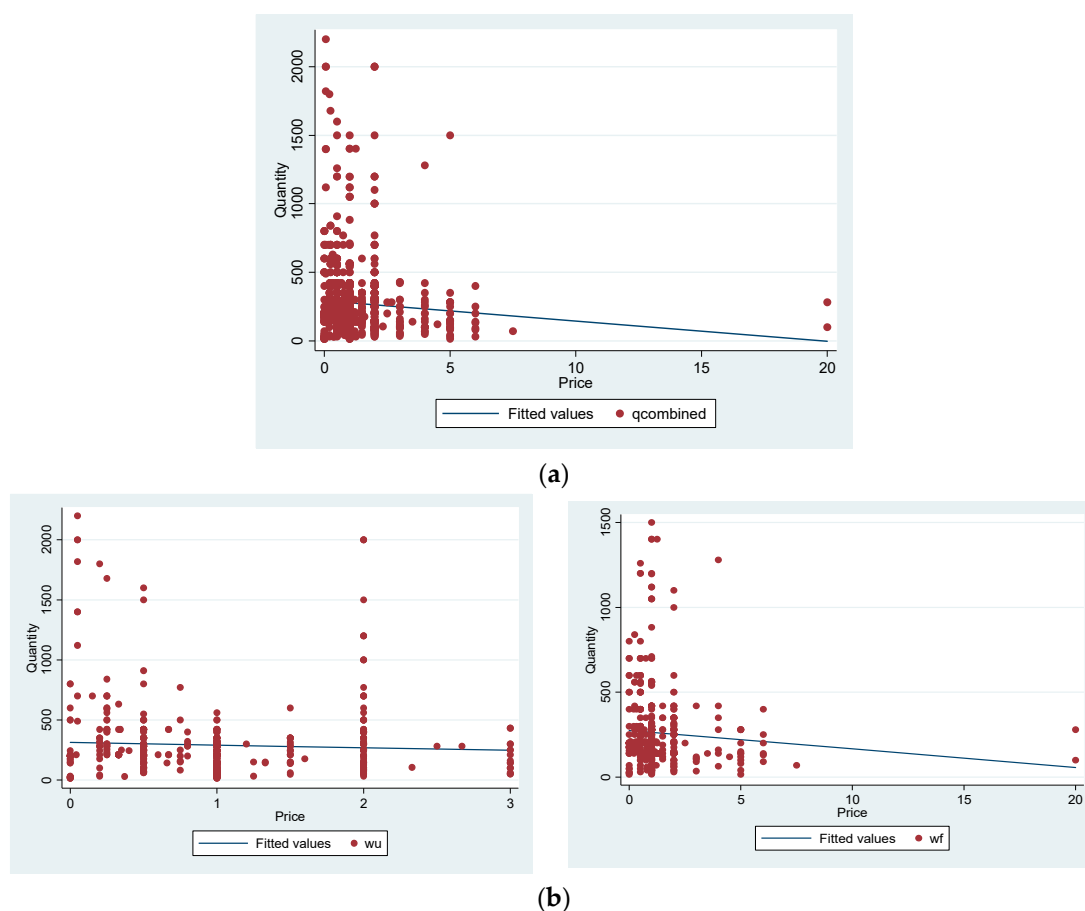 2000
1500
1000
500
0
Quantity
0 5 10 15 20
Price
Fitted values qcombined
(a)
2000
1500
1000
500
0
Quantity
0 1 2 3
Price
Fitted values wu
1500
1000
500
0
Quantity
0 5 10 15 20
Price
Fitted values wf
(b)